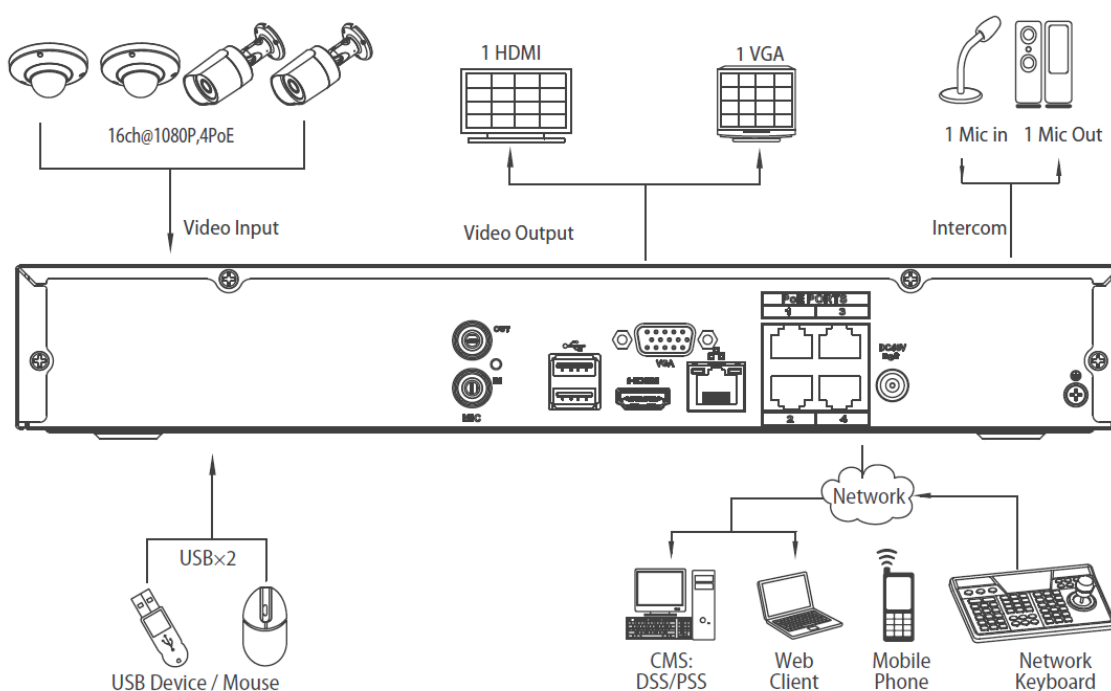 1 HDMI
1 VGA
16ch@1080P,4PoE
1 Mic in
1 Mic Out
Video Input
Video Output
Intercom
PoE PORTS
1
3
OUT
IN
MIC
VGA
HDMI
2
4
Network
USB×2
USB Device / Mouse
CMS:
DSS/PSS
Web
Client
Mobile
Phone
Network
Keyboard